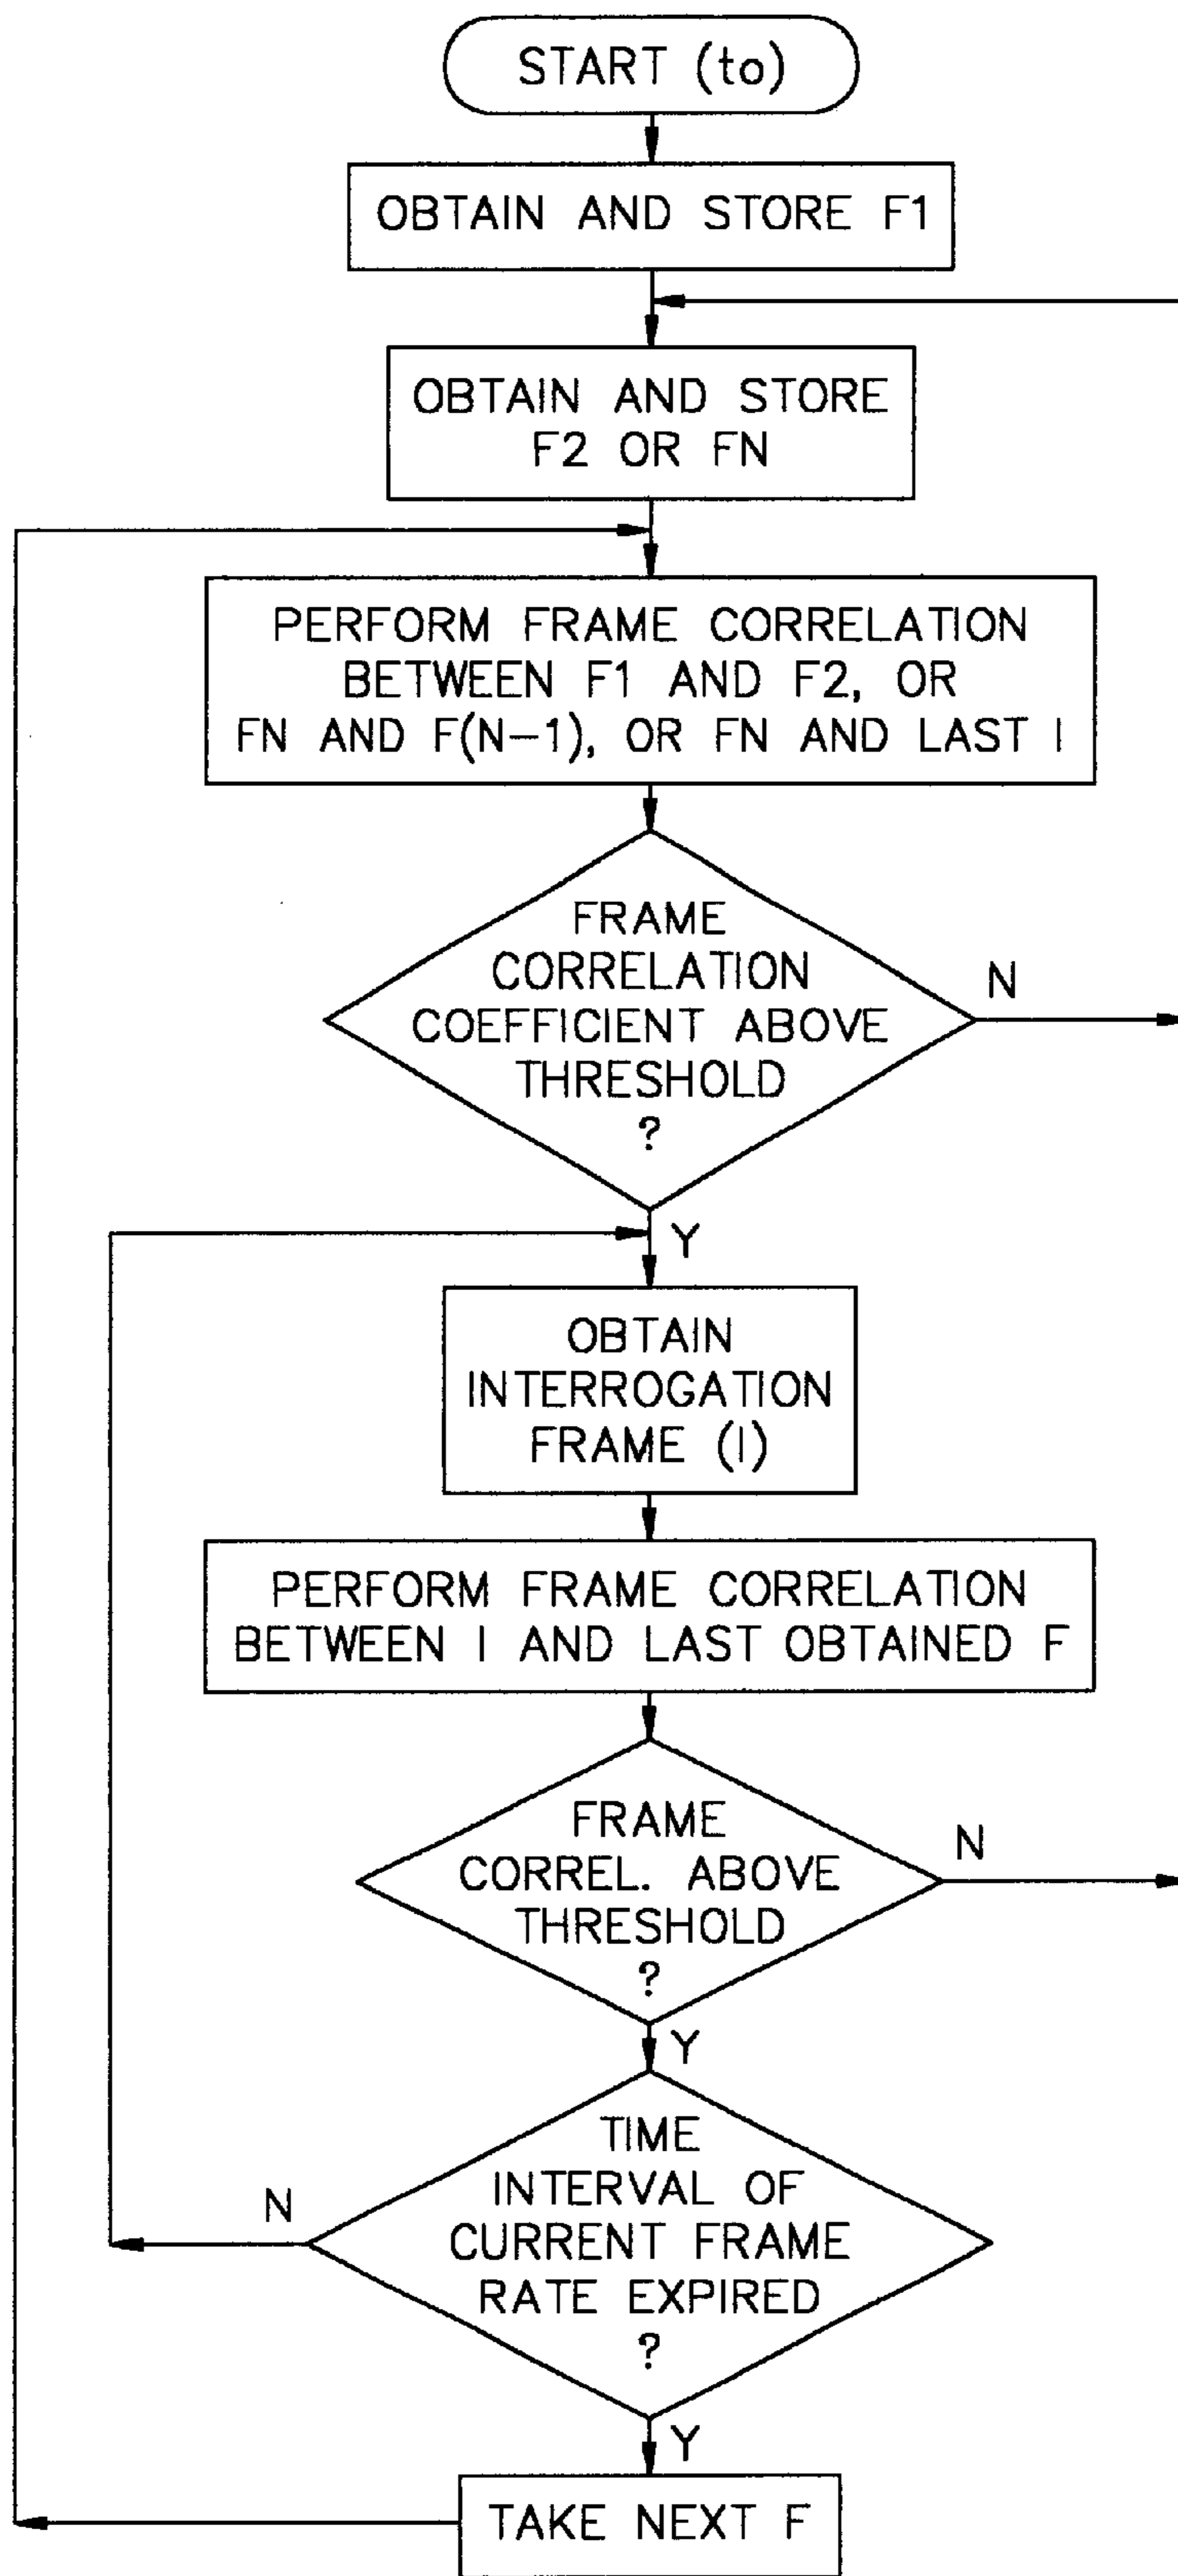 START (to)
OBTAIN AND STORE F1
OBTAIN AND STORE
F2 OR FN
PERFORM FRAME CORRELATION
BETWEEN F1 AND F2, OR
FN AND F(N-1), OR FN AND LAST I
FRAME
CORRELATION
COEFFICIENT ABOVE
THRESHOLD
?
N
Y
OBTAIN
INTERROGATION
FRAME (I)
PERFORM FRAME CORRELATION
BETWEEN I AND LAST OBTAINED F
FRAME
CORREL. ABOVE
THRESHOLD
?
N
Y
TIME
INTERVAL OF
CURRENT FRAME
RATE EXPIRED
?
N
Y
TAKE NEXT F